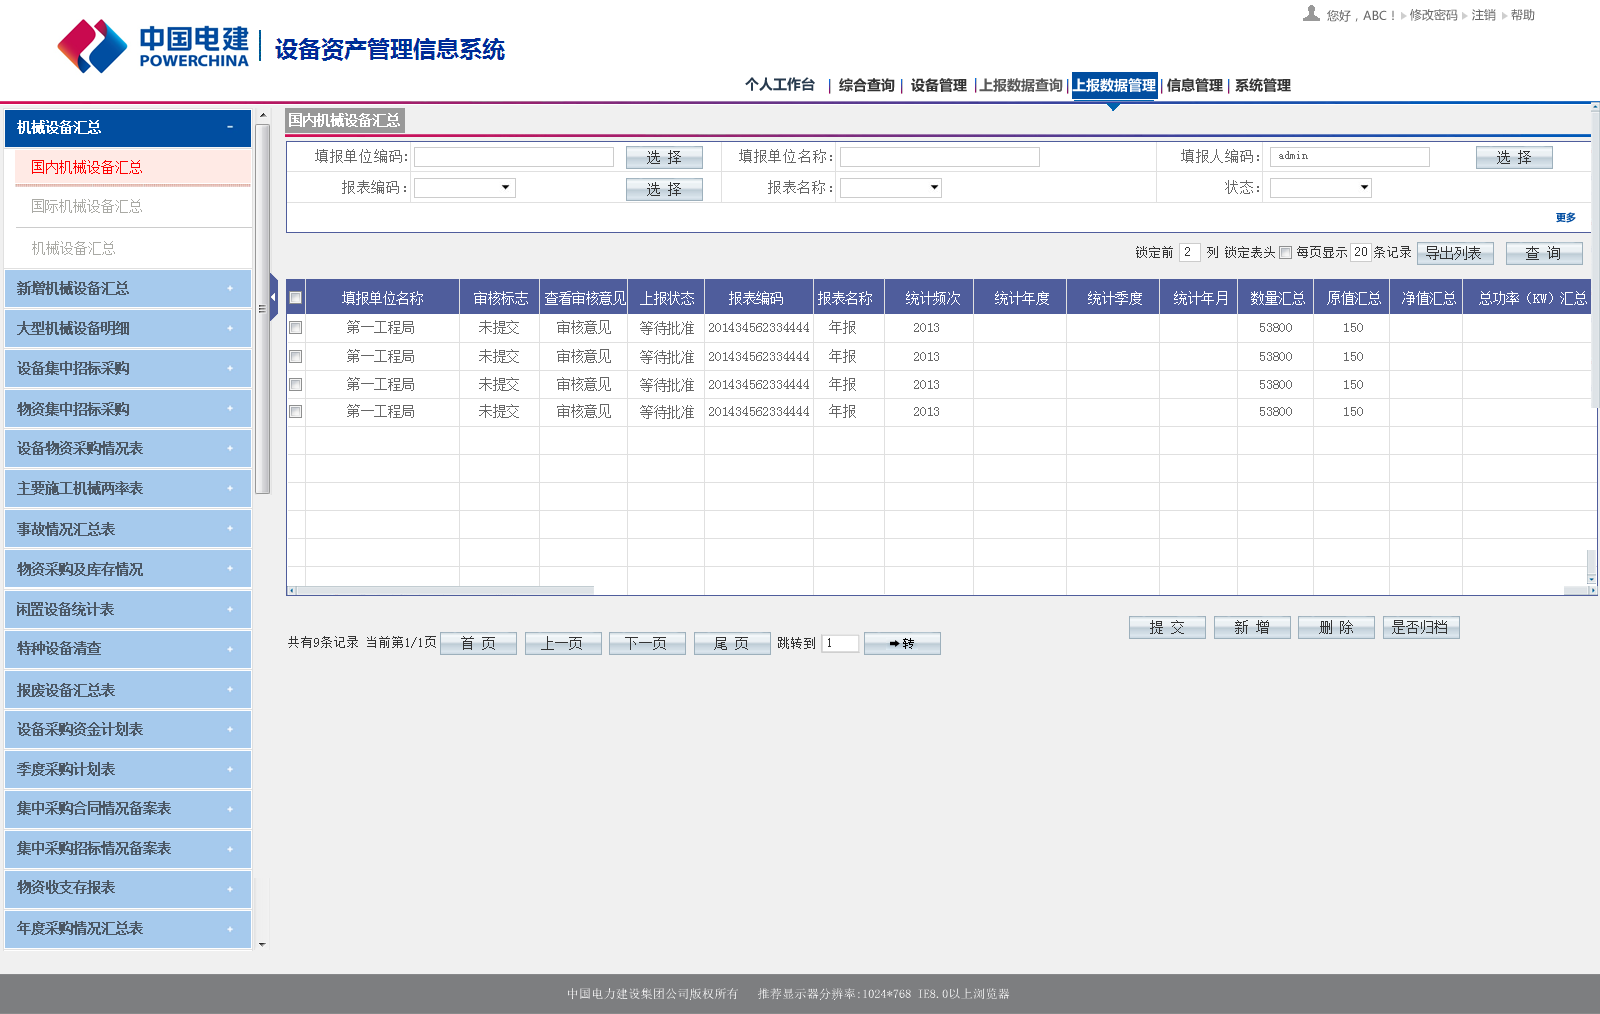 您好，ABC！ 修改密码 注销 帮助
中国电建
POWERCHINA
设备资产管理信息系统
个人工作台 | 综合查询 | 设备管理 | 上报数据查询 | 上报数据管理 | 信息管理 | 系统管理
机械设备汇总 -
国内机械设备汇总
国际机械设备汇总
机械设备汇总
新增机械设备汇总 +
大型机械设备明细 +
设备集中招标采购 +
物资集中招标采购 +
设备物资采购情况表 +
主要施工机械两率表 +
事故情况汇总表 +
物资采购及库存情况 +
闲置设备统计表 +
特种设备清查 +
报废设备汇总表 +
设备采购资金计划表 +
季度采购计划表 +
集中采购合同情况备案表 +
集中采购招标情况备案表 +
物资收支存报表 +
年度采购情况汇总表 +
国内机械设备汇总
填报单位编码: 选 择 填报单位名称: 填报人编码: admin 选 择
报表编码: 选 择 报表名称: 状态:
更多
锁定前 2 列 锁定表头 每页显示 20 条记录 导出列表 查 询
填报单位名称 审核标志 查看审核意见 上报状态 报表编码 报表名称 统计频次 统计年度 统计季度 统计年月 数量汇总 原值汇总 净值汇总 总功率（KW）汇总
第一工程局 未提交 审核意见 等待批准 201434562334444 年报 2013 53800 150
第一工程局 未提交 审核意见 等待批准 201434562334444 年报 2013 53800 150
第一工程局 未提交 审核意见 等待批准 201434562334444 年报 2013 53800 150
第一工程局 未提交 审核意见 等待批准 201434562334444 年报 2013 53800 150
提 交 新 增 删 除 是否归档
共有9条记录 当前第1/1页 首 页 上一页 下一页 尾 页 跳转到 1 ➡转
中国电力建设集团公司版权所有 推荐显示器分辨率:1024*768 IE8.0以上浏览器